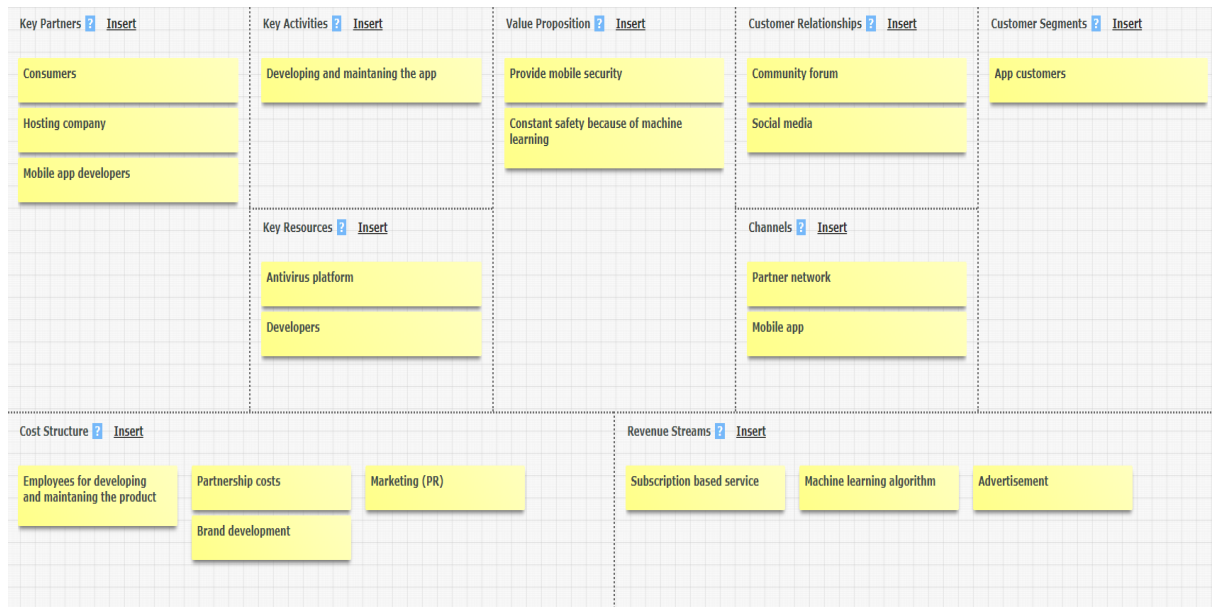 Key Partners ? Insert
Consumers
Hosting company
Mobile app developers
Key Activities ? Insert
Developing and maintaning the app
Key Resources ? Insert
Antivirus platform
Developers
Value Proposition ? Insert
Provide mobile security
Constant safety because of machine
learning
Customer Relationships ? Insert
Community forum
Social media
Channels ? Insert
Partner network
Mobile app
Customer Segments ? Insert
App customers
Cost Structure ? Insert
Employees for developing
and maintaning the product
Partnership costs
Brand development
Marketing (PR)
Revenue Streams ? Insert
Subscription based service
Machine learning algorithm
Advertisement